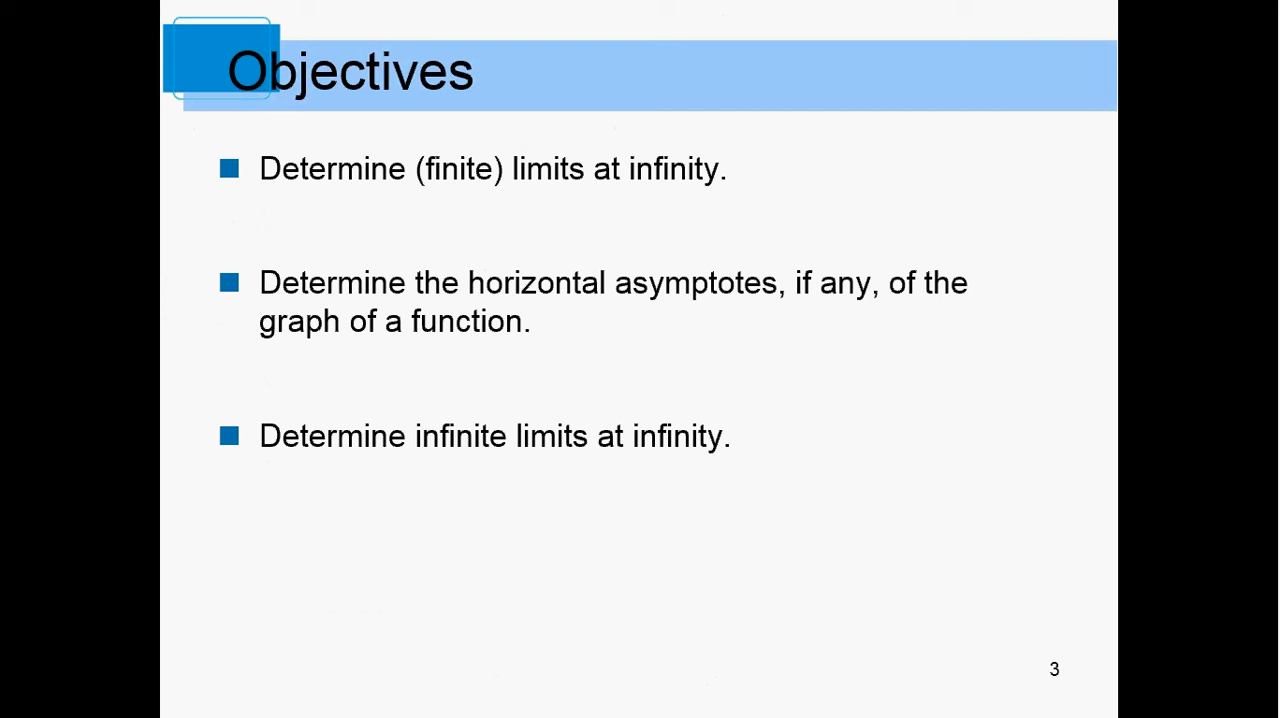 Objectives
Determine (finite) limits at infinity.
Determine the horizontal asymptotes, if any, of the
graph of a function.
Determine infinite limits at infinity.
3